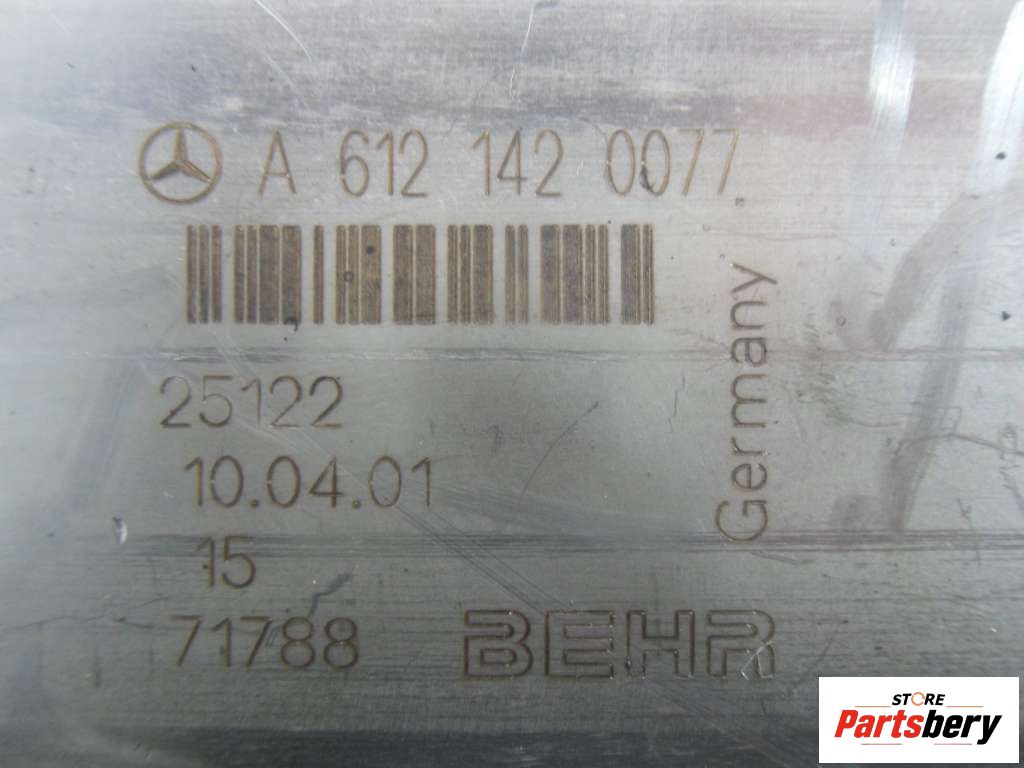 A 612 142 0077
Germany
25122
10.04.01
15
71788
BEHR
STORE
Partsbery